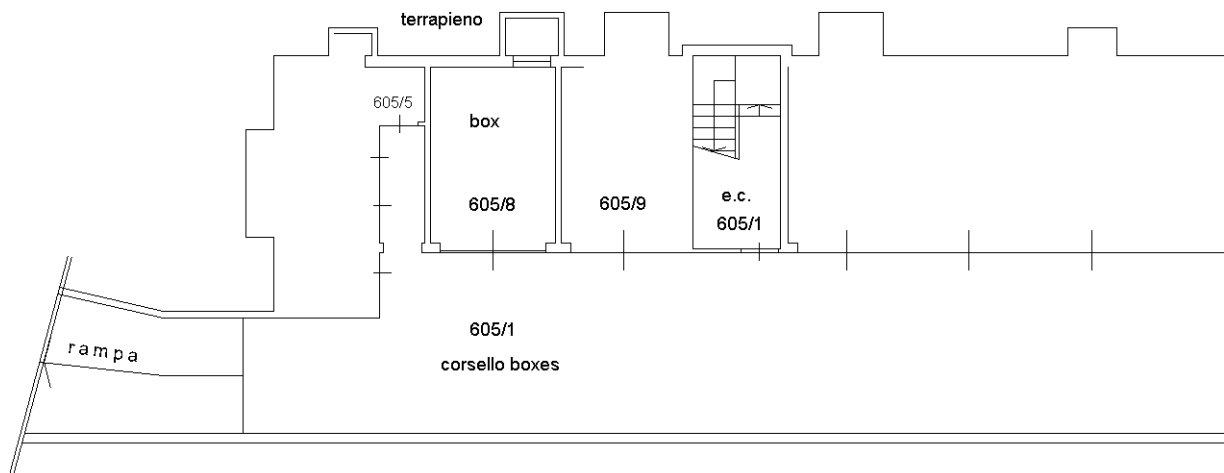 terrapieno
605/5
box
605/8
605/9
e.c.
605/1
605/1
corsello boxes
rampa